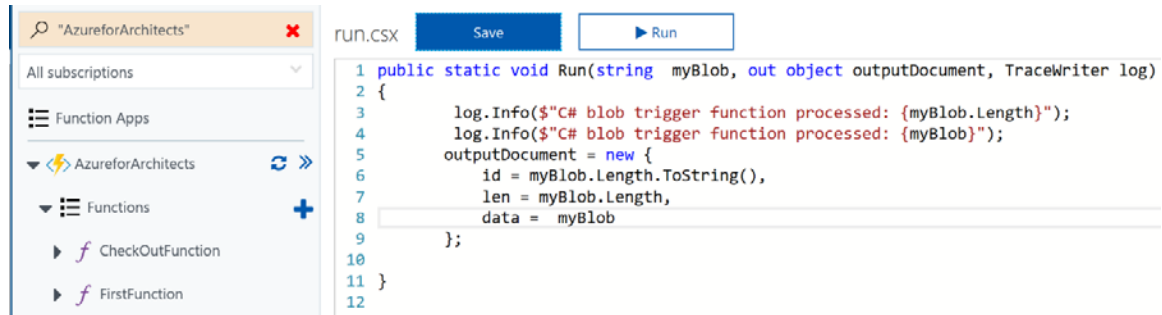 "AzureforArchitects"
All subscriptions
Function Apps
AzureforArchitects
Functions
CheckOutFunction
FirstFunction
run.csx Save Run
1 public static void Run(string  myBlob, out object outputDocument, TraceWriter log)
2 {
3         log.Info($"C# blob trigger function processed: {myBlob.Length}");
4         log.Info($"C# blob trigger function processed: {myBlob}");
5        outputDocument = new {
6            id = myBlob.Length.ToString(),
7            len = myBlob.Length,
8            data =  myBlob
9        };
10
11 }
12